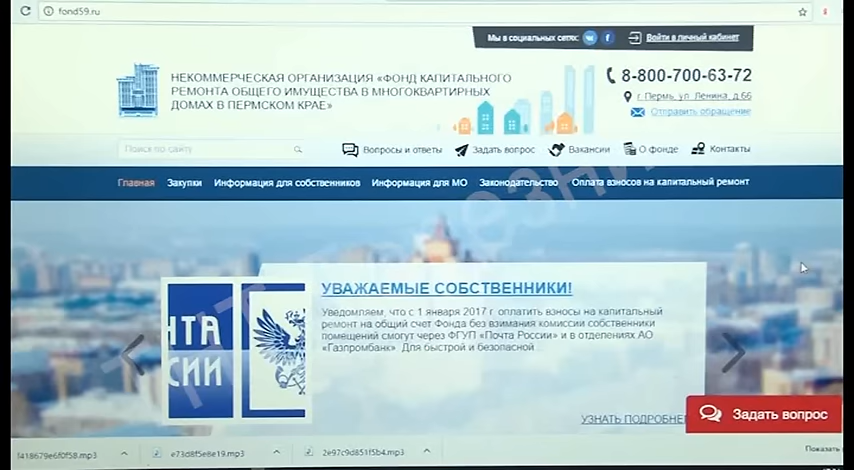 fond59.ru
Мы в социальных сетях:
Войти в личный кабинет
НЕКОММЕРЧЕСКАЯ ОРГАНИЗАЦИЯ «ФОНД КАПИТАЛЬНОГО
РЕМОНТА ОБЩЕГО ИМУЩЕСТВА В МНОГОКВАРТИРНЫХ
ДОМАХ В ПЕРМСКОМ КРАЕ»
8-800-700-63-72
г. Пермь, ул. Ленина, д.66
Отправить обращение
Поиск по сайту
Вопросы и ответы Задать вопрос Вакансии О фонде Контакты
Главная Закупки Информация для собственников Информация для МО Законодательство Оплата взносов на капитальный ремонт
УВАЖАЕМЫЕ СОБСТВЕННИКИ!
Уведомляем, что с 1 января 2017 г. оплатить взносы на капитальный
ремонт на общий счет Фонда без взимания комиссии собственники
помещений смогут через ФГУП «Почта России» и в отделениях АО
«Газпромбанк». Для быстрой и безопасной
ЧТА
СИИ
УЗНАТЬ ПОДРОБНЕ
Задать вопрос
f418679e6f0f58.mp3 e73d8f5e8e19.mp3 2e97c9d851f5b4.mp3
Показать